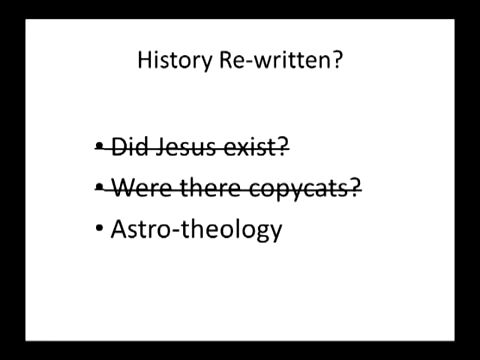 History Re-written?
• Did Jesus exist?
• Were there copycats?
• Astro-theology